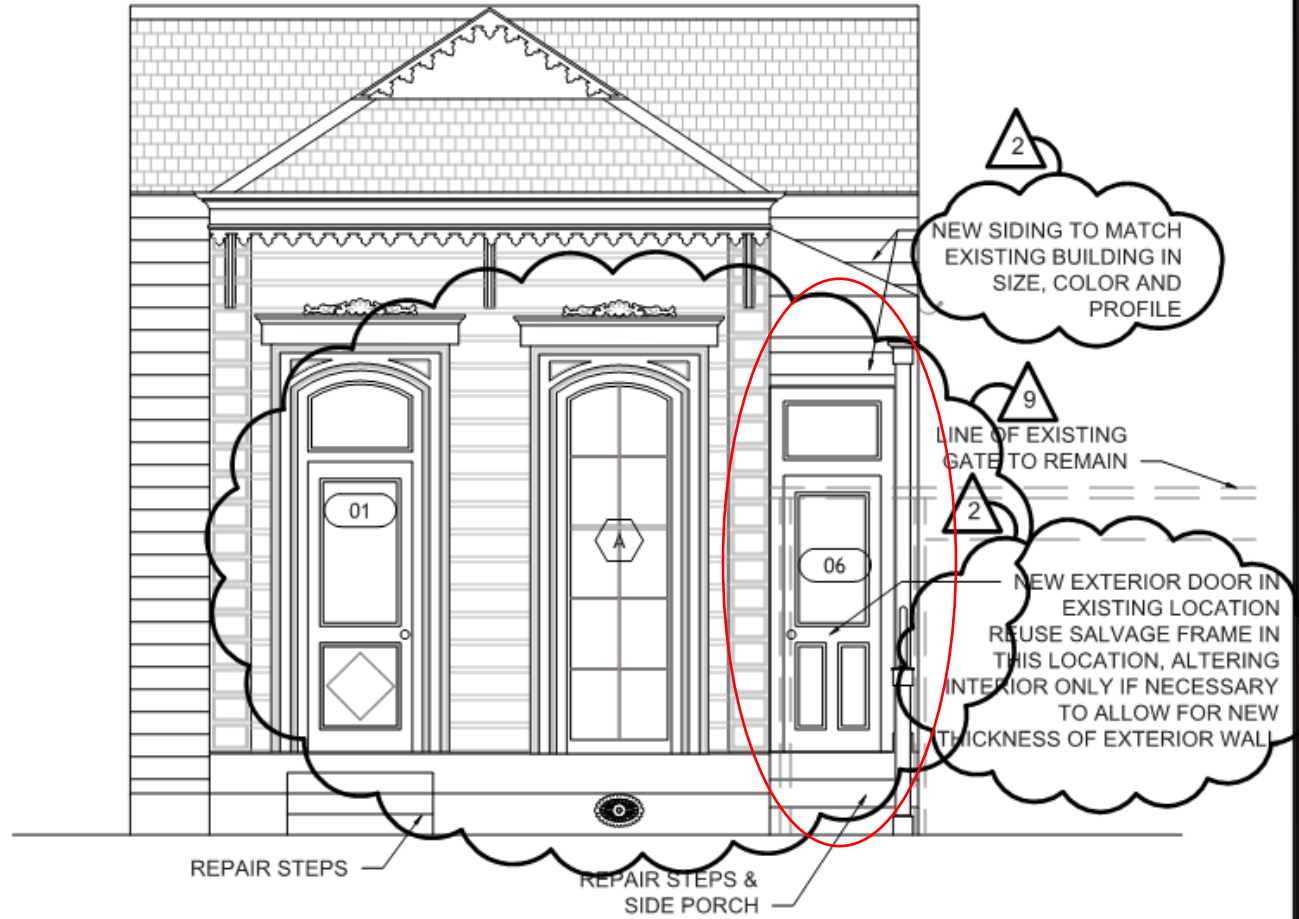 2
NEW SIDING TO MATCH
EXISTING BUILDING IN
SIZE, COLOR AND
PROFILE
9
LINE OF EXISTING
GATE TO REMAIN
01
A
06
2
NEW EXTERIOR DOOR IN
EXISTING LOCATION
REUSE SALVAGE FRAME IN
THIS LOCATION, ALTERING
INTERIOR ONLY IF NECESSARY
TO ALLOW FOR NEW
THICKNESS OF EXTERIOR WALL
REPAIR STEPS
REPAIR STEPS &
SIDE PORCH